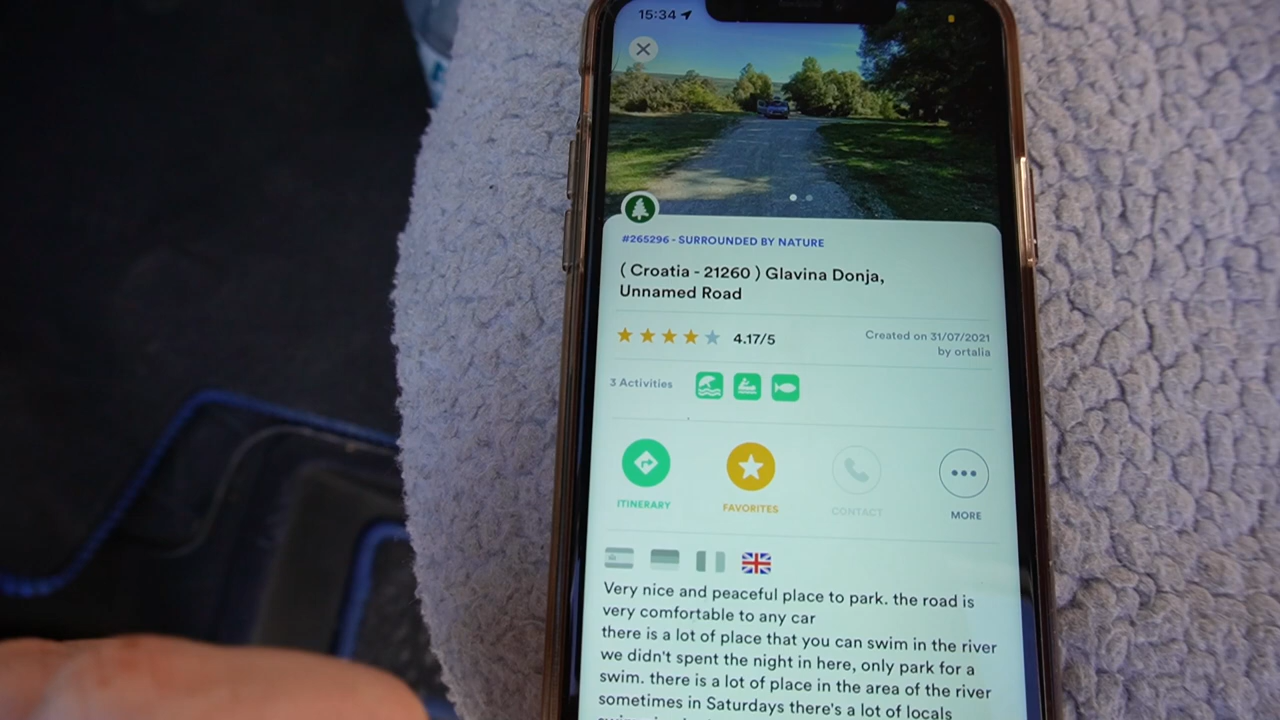 15:34
#265296 - SURROUNDED BY NATURE
( Croatia - 21260 ) Glavina Donja,
Unnamed Road
4.17/5
Created on 31/07/2021
by ortalia
3 Activities
ITINERARY
FAVORITES
CONTACT
MORE
Very nice and peaceful place to park. the road is
very comfortable to any car
there is a lot of place that you can swim in the river
we didn't spent the night in here, only park for a
swim. there is a lot of place in the area of the river
sometimes in Saturdays there's a lot of locals